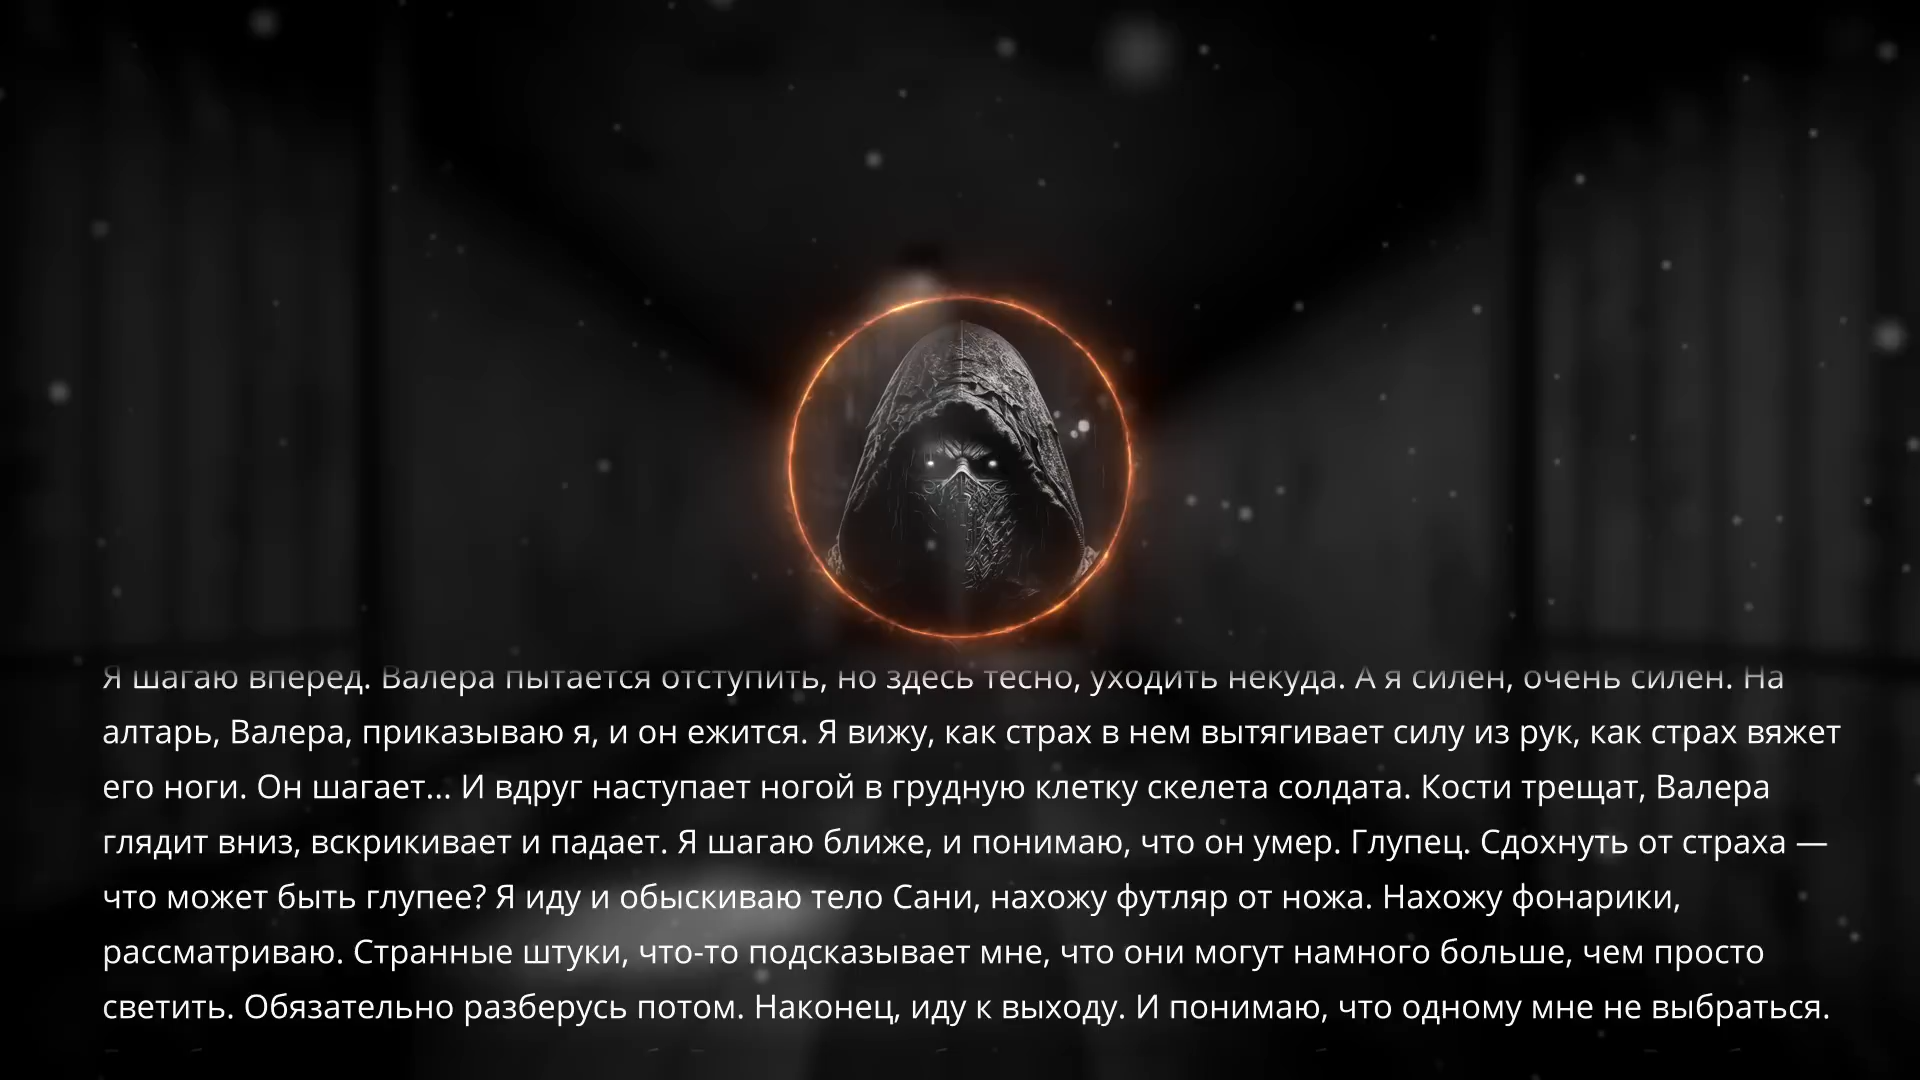 Я шагаю вперед. Валера пытается отступить, но здесь тесно, уходить некуда. А я силен, очень силен. На
алтарь, Валера, приказываю я, и он ежится. Я вижу, как страх в нем вытягивает силу из рук, как страх вяжет
его ноги. Он шагает... И вдруг наступает ногой в грудную клетку скелета солдата. Кости трещат, Валера
глядит вниз, вскрикивает и падает. Я шагаю ближе, и понимаю, что он умер. Глупец. Сдохнуть от страха —
что может быть глупее? Я иду и обыскиваю тело Сани, нахожу футляр от ножа. Нахожу фонарики,
рассматриваю. Странные штуки, что-то подсказывает мне, что они могут намного больше, чем просто
светить. Обязательно разберусь потом. Наконец, иду к выходу. И понимаю, что одному мне не выбраться.